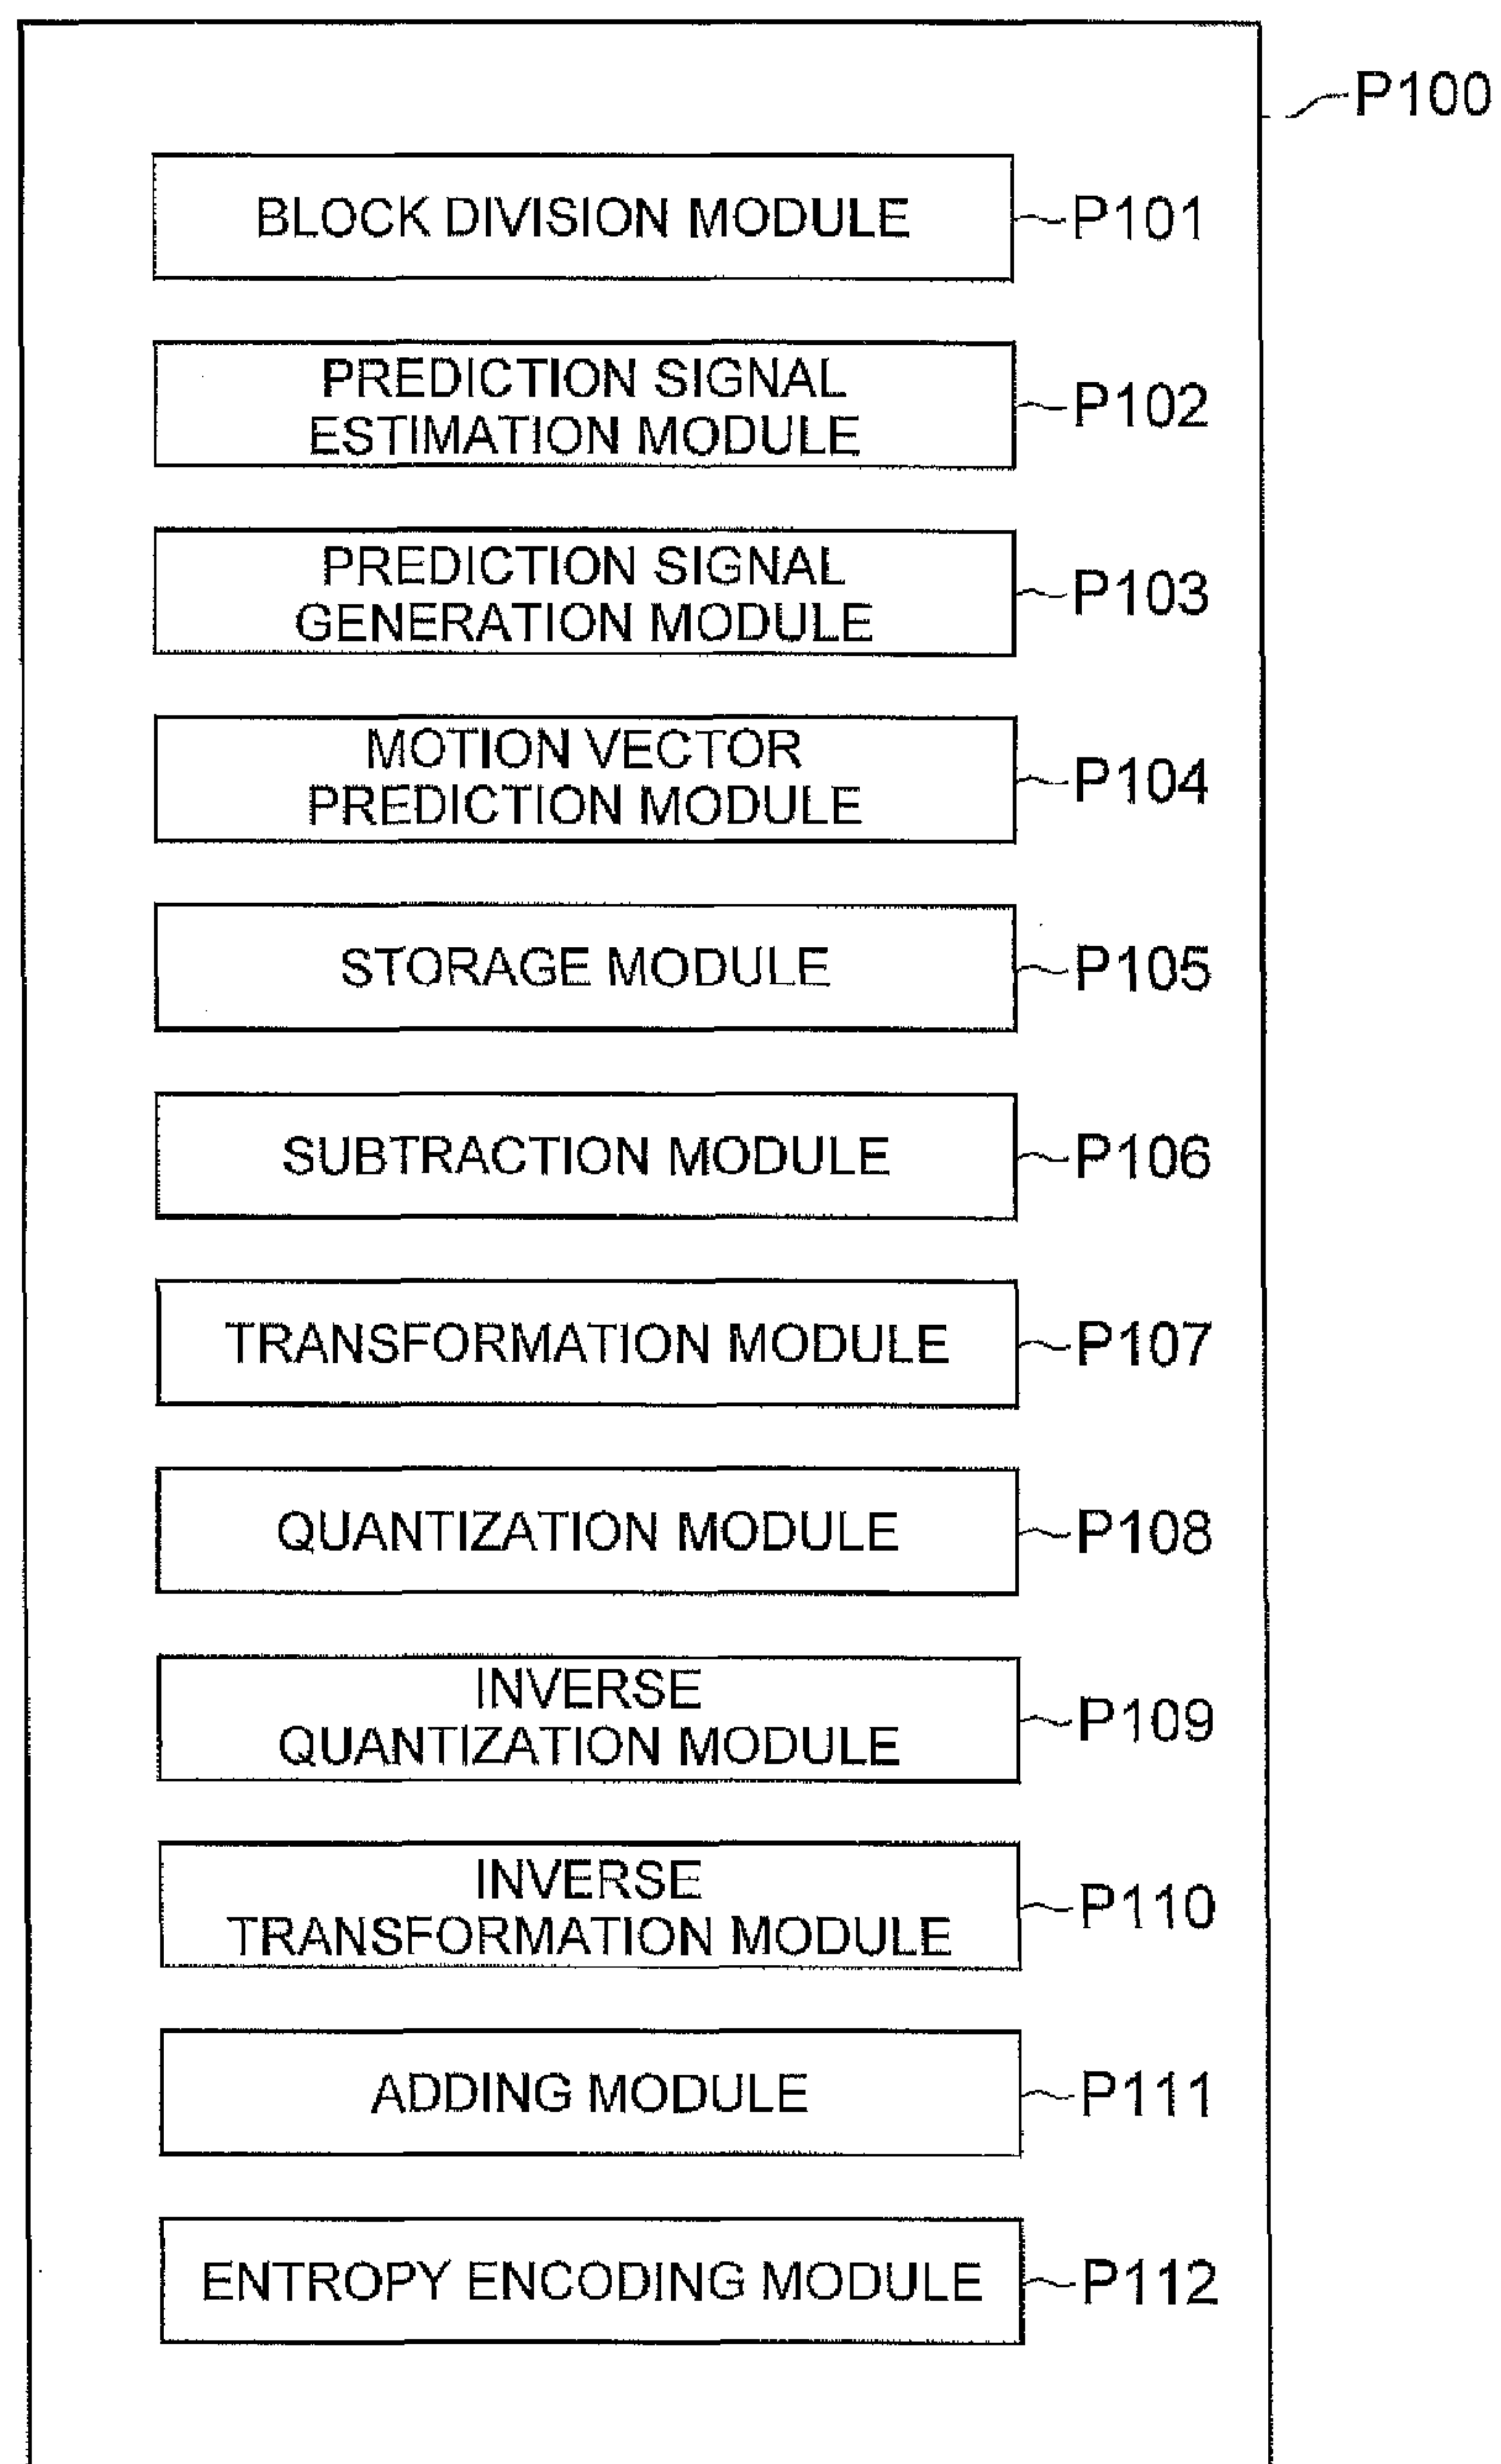 P100
BLOCK DIVISION MODULE P101
PREDICTION SIGNAL
ESTIMATION MODULE P102
PREDICTION SIGNAL
GENERATION MODULE P103
MOTION VECTOR
PREDICTION MODULE P104
STORAGE MODULE P105
SUBTRACTION MODULE P106
TRANSFORMATION MODULE P107
QUANTIZATION MODULE P108
INVERSE
QUANTIZATION MODULE P109
INVERSE
TRANSFORMATION MODULE P110
ADDING MODULE P111
ENTROPY ENCODING MODULE P112